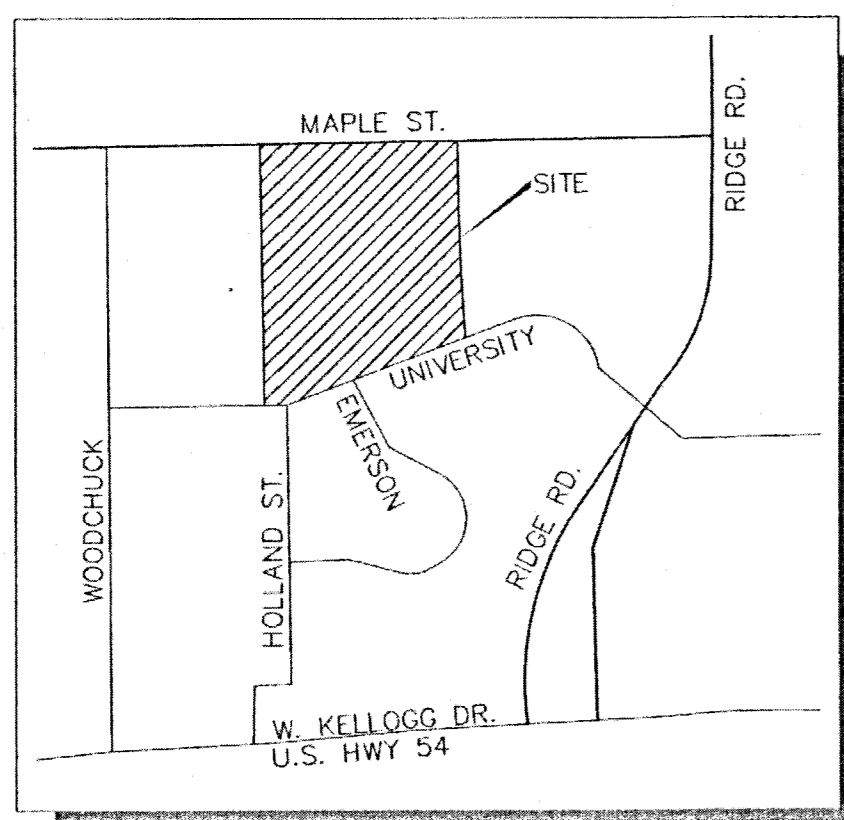 MAPLE ST.
RIDGE RD.
SITE
UNIVERSITY
EMERSON
WOODCHUCK
HOLLAND ST.
RIDGE RD.
W. KELLOGG DR.
U.S. HWY 54